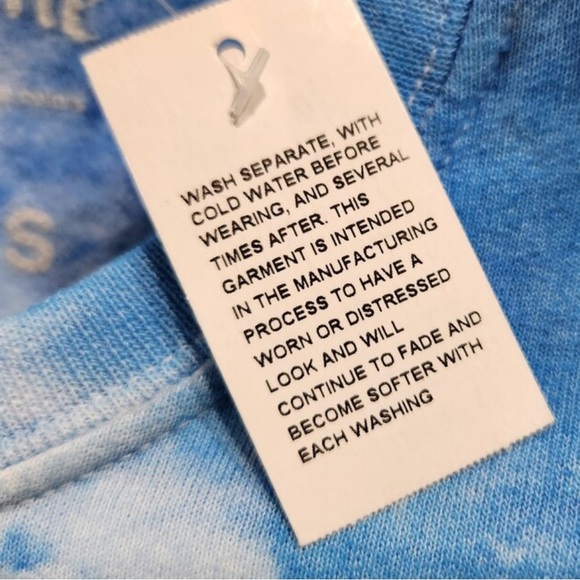 S
WASH SEPARATE, WITH
COLD WATER BEFORE
WEARING, AND SEVERAL
TIMES AFTER. THIS
GARMENT IS INTENDED
IN THE MANUFACTURING
PROCESS TO HAVE A
WORN OR DISTRESSED
LOOK AND WILL
CONTINUE TO FADE AND
BECOME SOFTER WITH
EACH WASHING